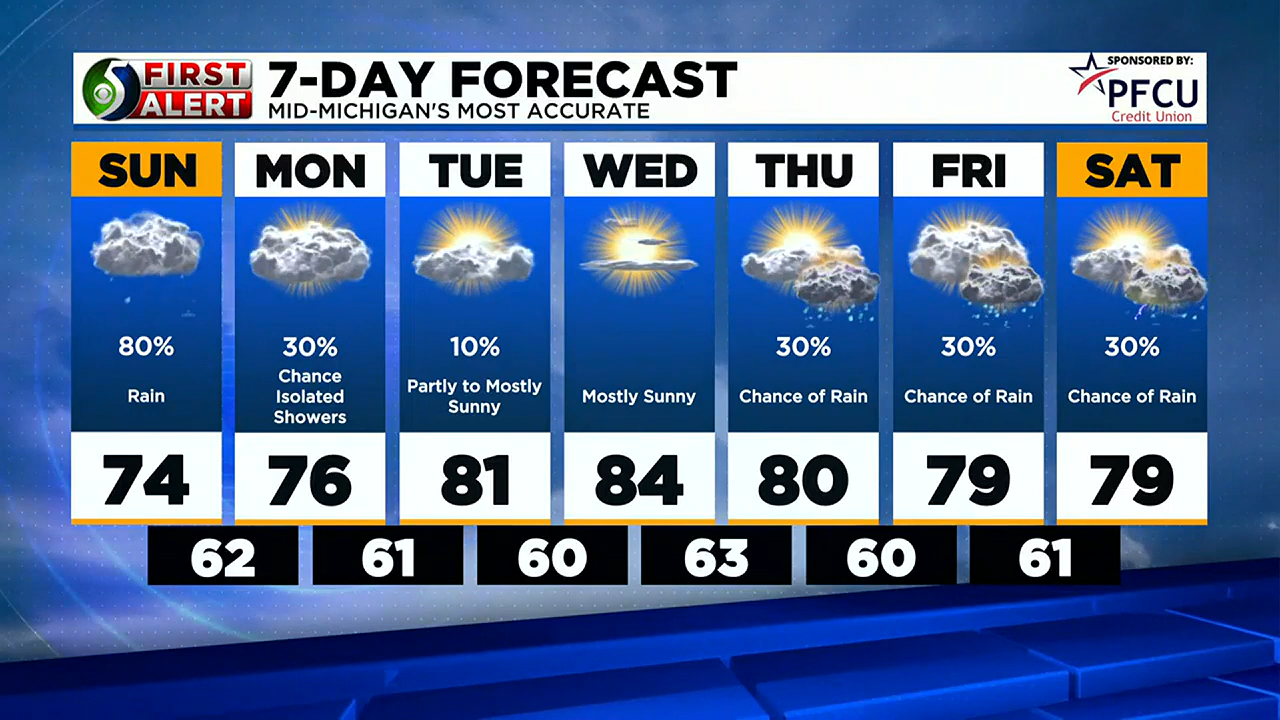 5 FIRST ALERT
7-DAY FORECAST
MID-MICHIGAN'S MOST ACCURATE
SPONSORED BY:
PFCU
Credit Union
SUN
MON
TUE
WED
THU
FRI
SAT
80%
30%
10%
30%
30%
30%
Rain
Chance
Isolated
Showers
Partly to Mostly
Sunny
Mostly Sunny
Chance of Rain
Chance of Rain
Chance of Rain
74
76
81
84
80
79
79
62
61
60
63
60
61